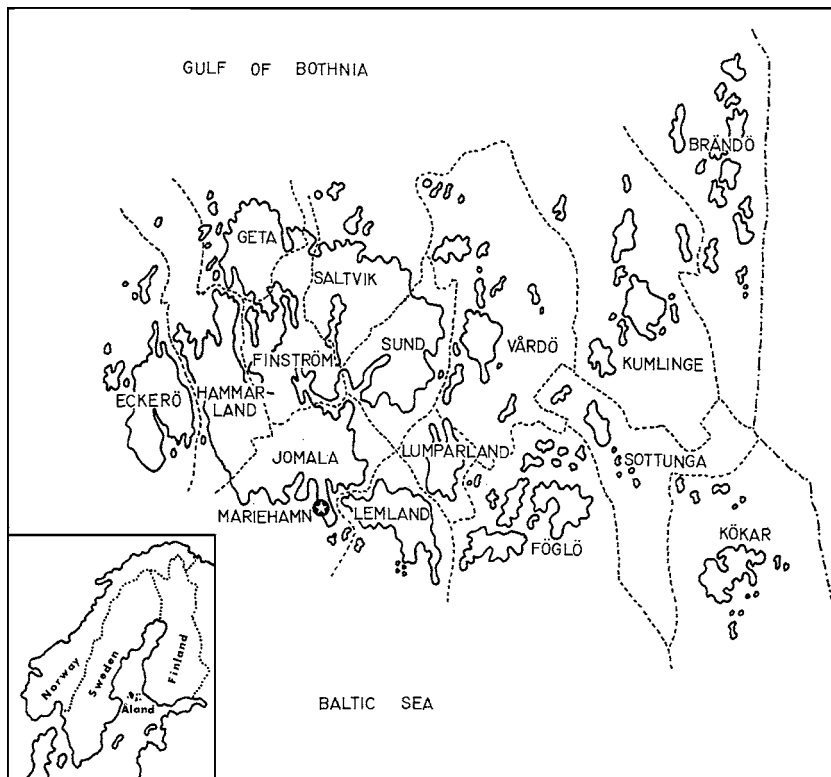 GULF OF BOTHNIA
BRÄNDÖ
GETA
SALTVIK
FINSTRÖM
SUND
VÅRDÖ
KUMLINGE
ECKERÖ
HAMMAR-
LAND
JOMALA
LUMPARLAND
SOTTUNGA
MARIEHAMN
LEMLAND
FÖGLÖ
KÖKAR
BALTIC SEA
Norway
Sweden
Finland
Åland